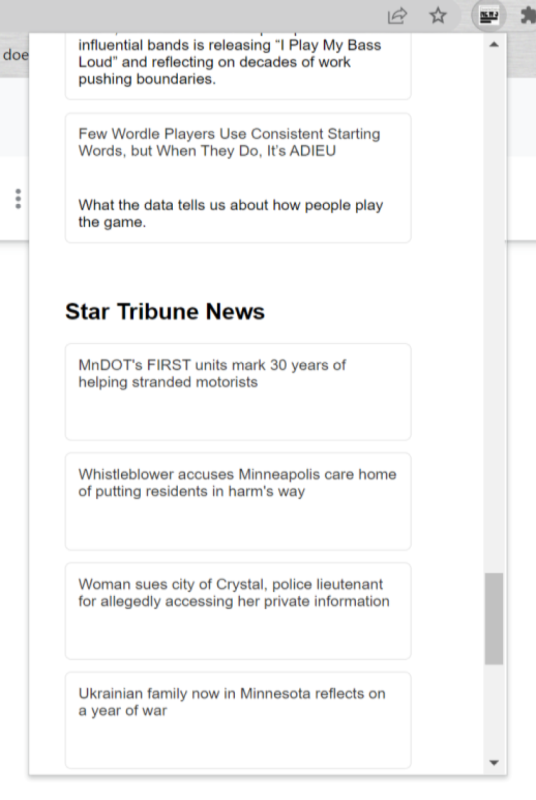 doe
influential bands is releasing “I Play My Bass
Loud” and reflecting on decades of work
pushing boundaries.
Few Wordle Players Use Consistent Starting
Words, but When They Do, It’s ADIEU
What the data tells us about how people play
the game.
Star Tribune News
MnDOT's FIRST units mark 30 years of
helping stranded motorists
Whistleblower accuses Minneapolis care home
of putting residents in harm's way
Woman sues city of Crystal, police lieutenant
for allegedly accessing her private information
Ukrainian family now in Minnesota reflects on
a year of war